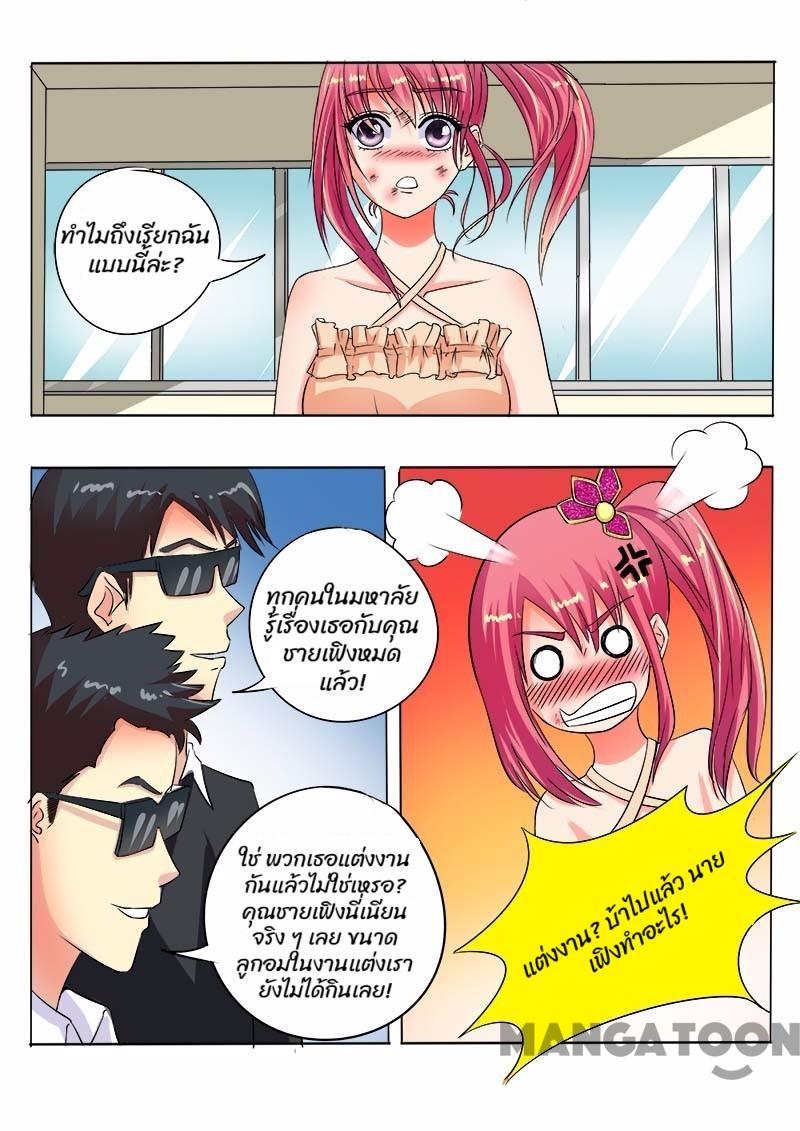 ทำไมถึงเรียกฉัน
แบบนี้ล่ะ?
ทุกคนในมหาลัย
รู้เรื่องเธอกับคุณ
ชายเฟิงหมด
แล้ว!
ใช่ พวกเธอแต่งงาน
กันแล้วไม่ใช่เหรอ?
คุณชายเฟิงนี่เนียน
จริง ๆ เลย ขนาด
ลูกอมในงานแต่งเรา
ยังไม่ได้กินเลย!
แต่งงาน? บ้าไปแล้ว นาย
เฟิงทำอะไร!
MANGATOON